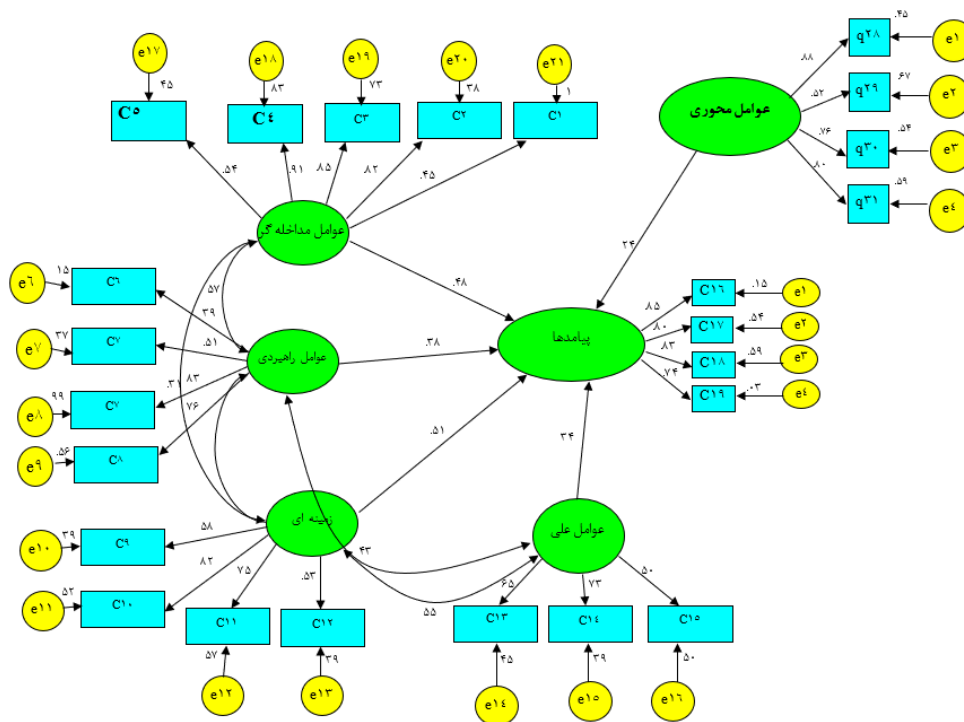 e۱۷
e۱۸
e۱۹
e۲۰
e۲۱
۴۵
۸۳
۷۳
۳۸
۱
C۵
C۴
C۳
C۲
C۱
.۵۴
.۹۱
.۸۵
.۸۲
.۴۵
عوامل مداخله گر
q۲۸
.۴۵
e۱
q۲۹
.۶۷
e۲
q۳۰
.۵۴
e۳
q۳۱
.۵۹
e۴
.۸۸
.۵۲
.۷۶
.۸۰
عوامل محوری
۲۴
.۴۸
e۶
۱۵
C۶
e۷
۳۷
C۷
e۸
۹۹
C۷
e۹
.۵۶
C۸
۵۷
۳۹
.۵۱
۸۳
.۳۱
۷۶
عوامل راهبردی
.۳۸
پیامدها
.۸۵
.۸۰
.۸۳
.۷۴
C۱۶
.۱۵
e۱
C۱۷
.۵۴
e۲
C۱۸
.۵۹
e۳
C۱۹
.۰۳
e۴
.۵۱
۳۴
زمینه ای
عوامل علی
e۱۰
۳۹
C۹
۵۸
e۱۱
۵۲
C۱۰
۸۲
۷۵
.۵۳
.۴۳
۵۵
۶۵
۷۳
۵۰
C۱۱
C۱۲
C۱۳
C۱۴
C۱۵
۵۷
۳۹
۴۵
۳۹
۵۰
e۱۲
e۱۳
e۱۴
e۱۵
e۱۶